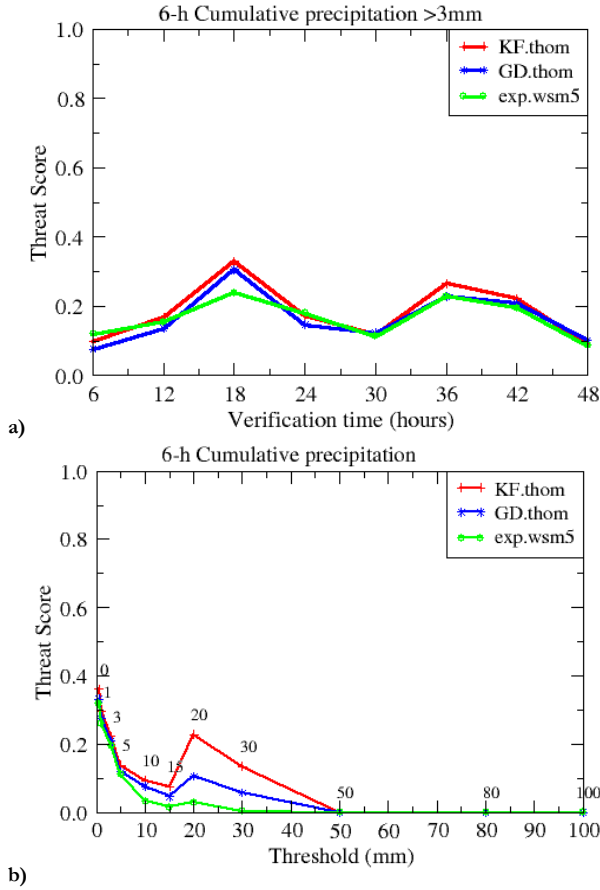 6-h Cumulative precipitation >3mm
1.0
KF.thom
GD.thom
0.8
exp.wsm5
0.6
Threat Score
0.4
0.2
0.0
6 12 18 24 30 36 42 48
Verification time (hours)
a)
6-h Cumulative precipitation
1.0
KF.thom
GD.thom
0.8
exp.wsm5
0.6
Threat Score
0.4
0
1
3
20
0.2
5
30
10
15
50 80 100
0.0
0 10 20 30 40 50 60 70 80 90 100
Threshold (mm)
b)